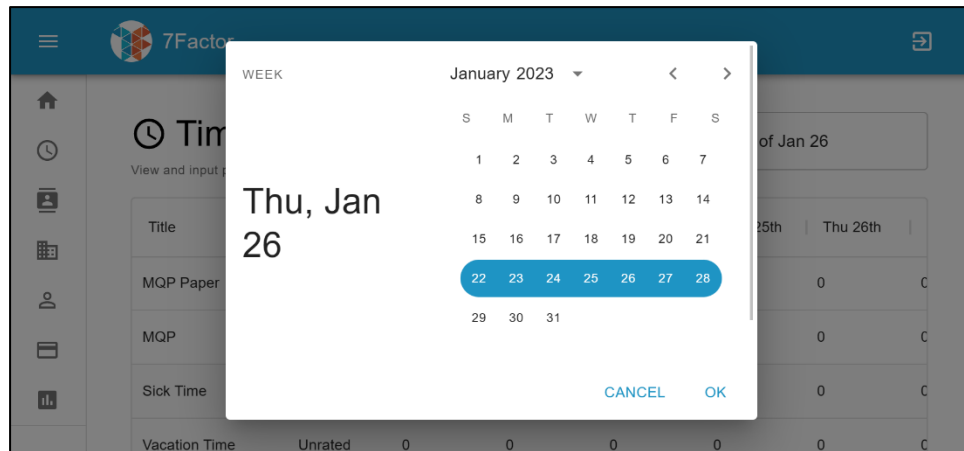 7Facto
Tim
of Jan 26
View and input
Title
25th
Thu 26th
MQP Paper
0
MQP
0
Sick Time
0
Vacation Time Unrated 0 0 0 0 0
WEEK
Thu, Jan
26
January 2023
S M T W T F S
1 2 3 4 5 6 7
8 9 10 11 12 13 14
15 16 17 18 19 20 21
22 23 24 25 26 27 28
29 30 31
CANCEL OK